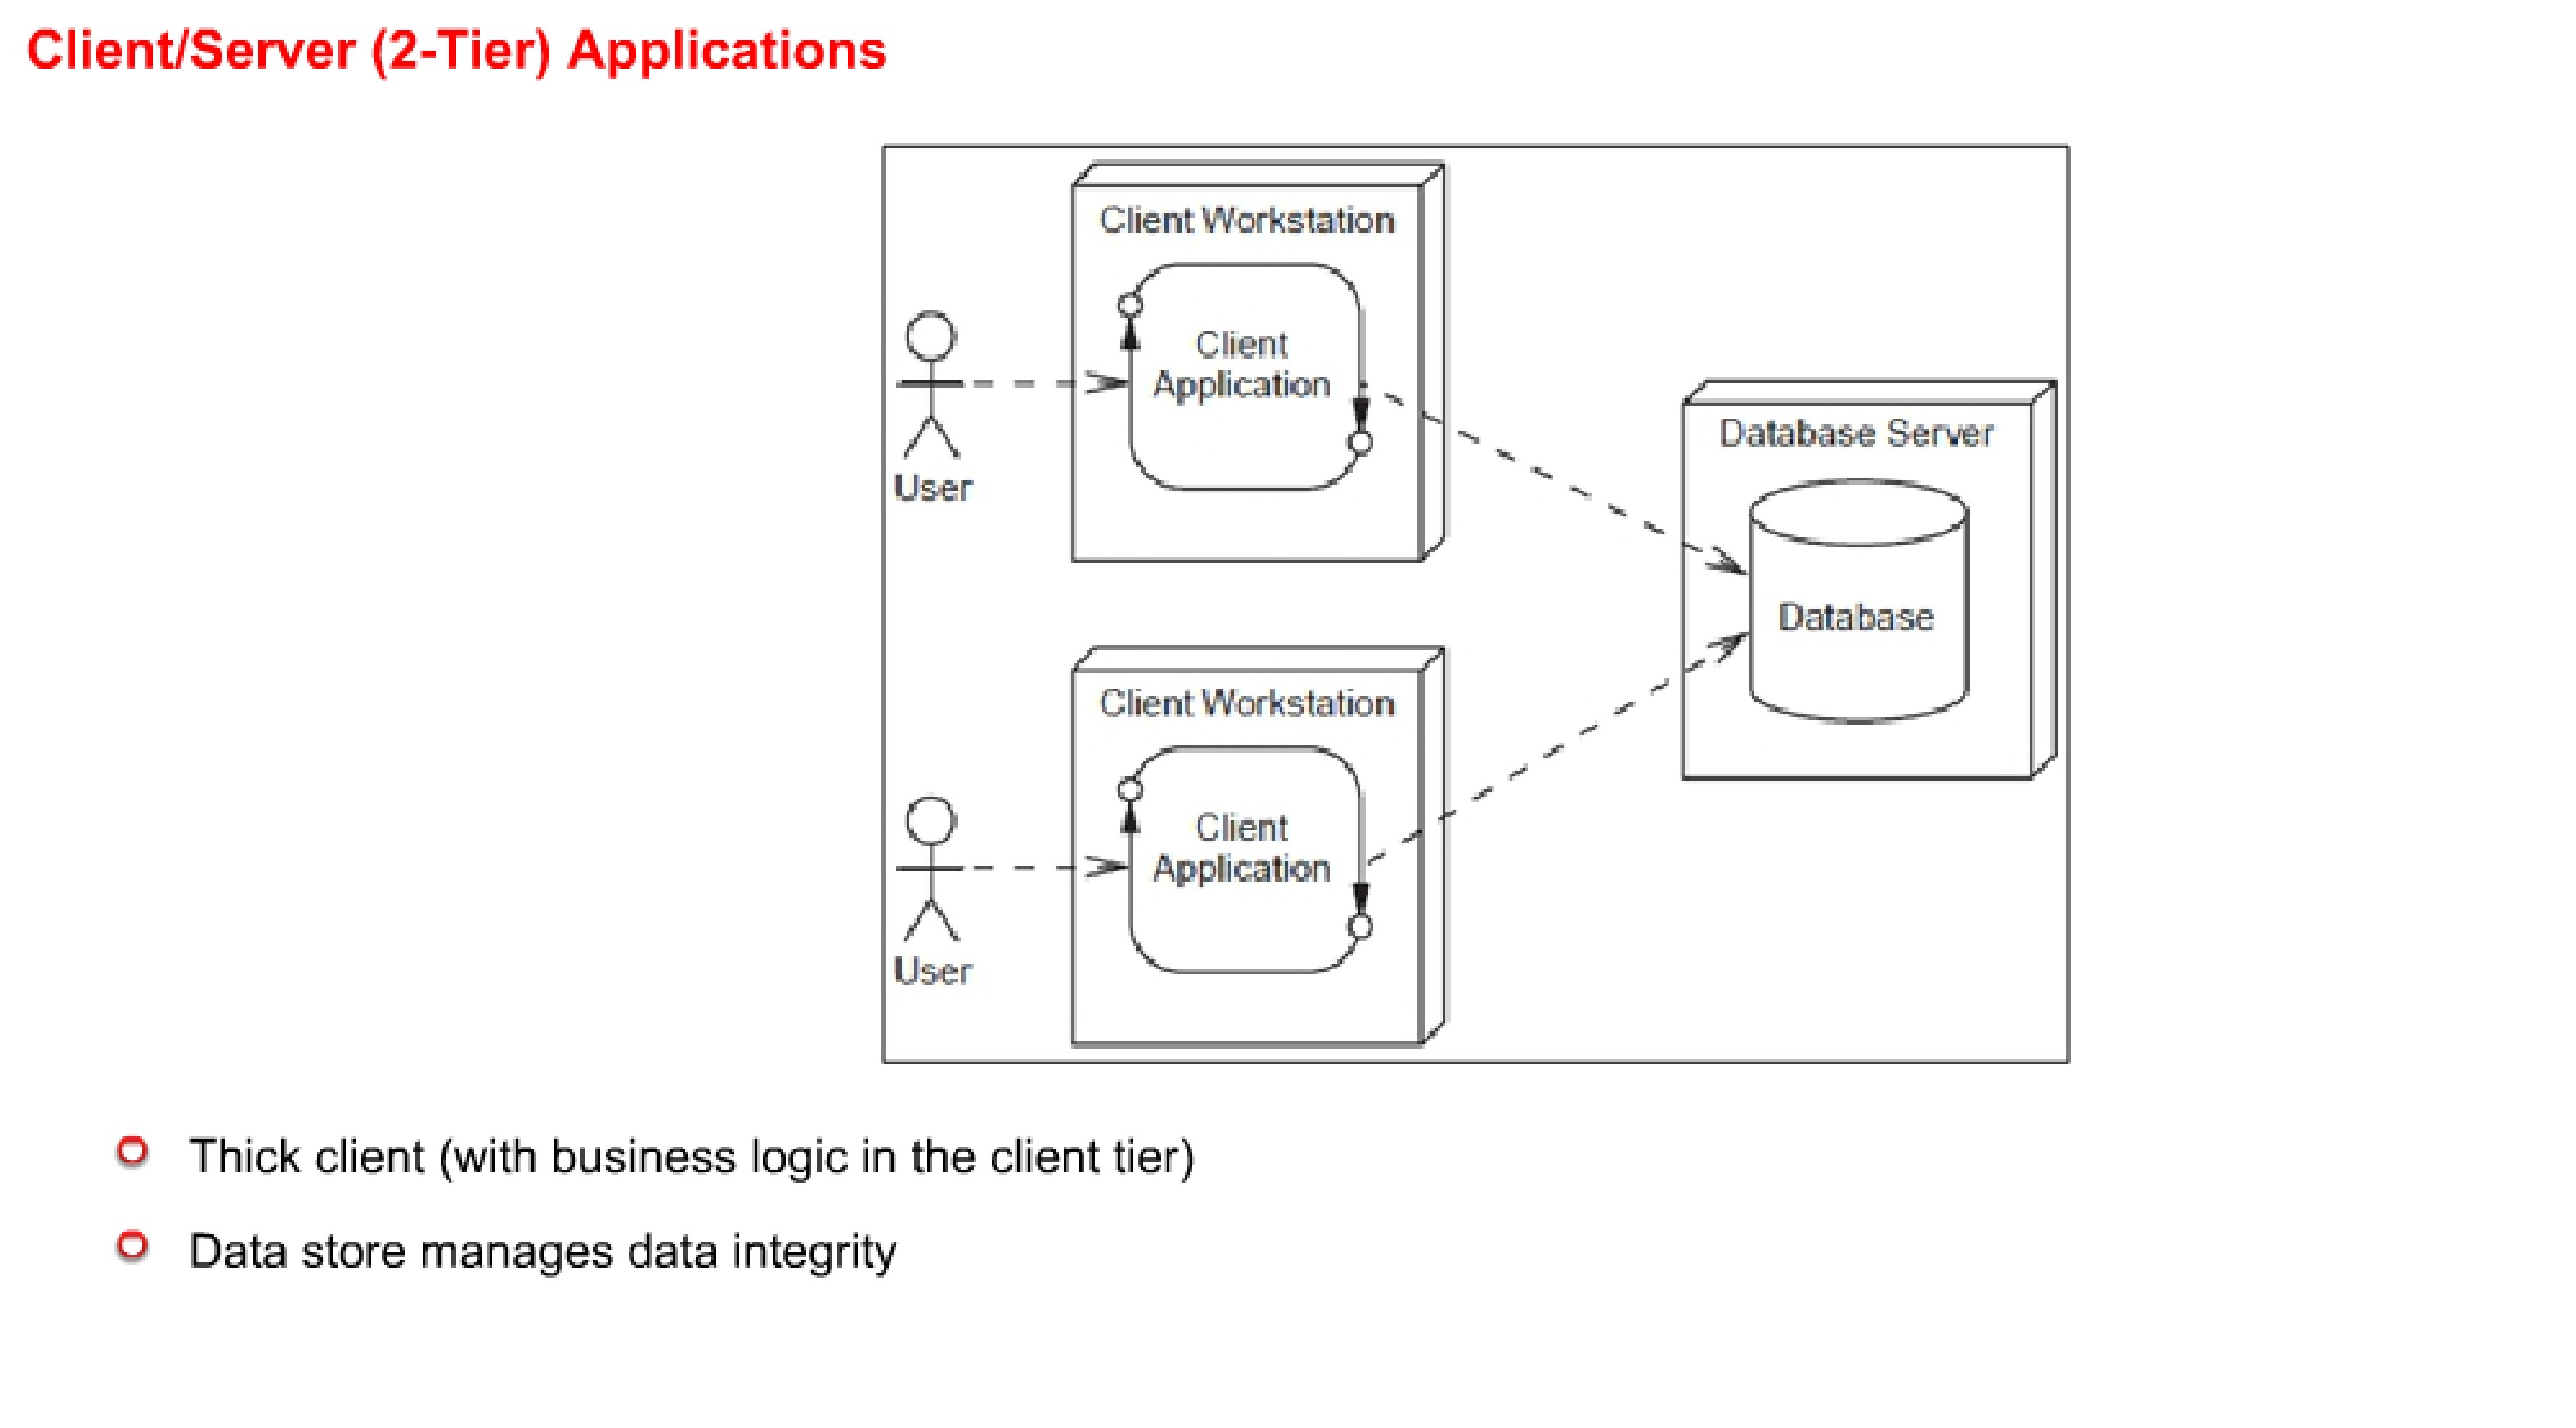 Client/Server (2-Tier) Applications
Client Workstation
Client
Application
User
Database Server
Database
Client Workstation
Client
Application
User
Thick client (with business logic in the client tier)
Data store manages data integrity